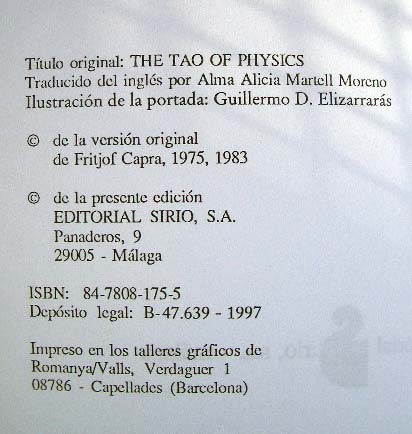 Título original: THE TAO OF PHYSICS
Traducido del inglés por Alma Alicia Martell Moreno
Ilustración de la portada: Guillermo D. Elizarrarás
© de la versión original
de Fritjof Capra, 1975, 1983
© de la presente edición
EDITORIAL SIRIO, S.A.
Panaderos, 9
29005 - Málaga
ISBN: 84-7808-175-5
Depósito legal: B-47.639 - 1997
Impreso en los talleres gráficos de
Romanya/Valls, Verdaguer 1
08786 - Capellades (Barcelona)